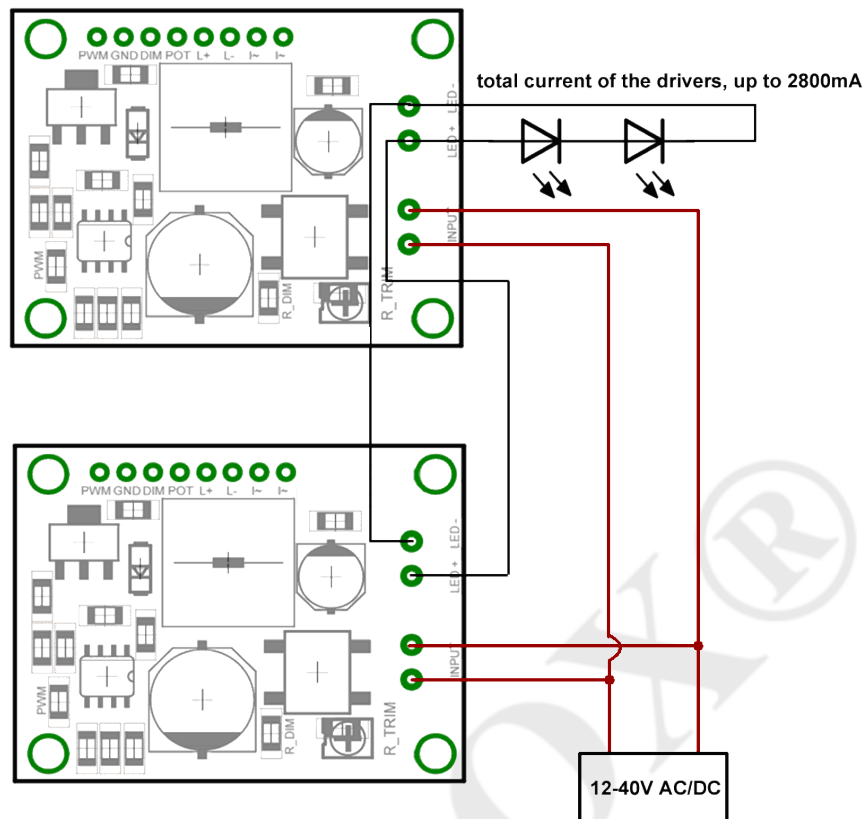 PWM GND DIM POT L+ L- I~ I~
total current of the drivers, up to 2800mA
LED -
LED +
INPUT
PWM
R_DIM
R_TRIM
PWM GND DIM POT L+ L- I~ I~
LED -
LED +
INPUT
PWM
R_DIM
R_TRIM
OX®
12-40V AC/DC